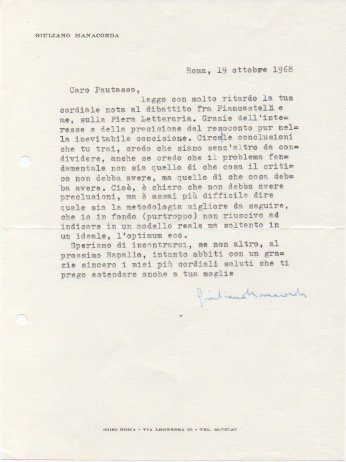 GIULIANO MANACORDA
Roma, 19 ottobre 1968
Caro Fautasso,
leggo con molto ritardo la tua
cordiale nota al dibattito fra Fiancastelli e
me, sulla Fiera Letteraria. Grazie dell'inte=
resse e della precisione del resoconto pur nel=
la inevitabile concisione. Circa le conclusioni
che tu trai, credo che siano senz'altro da con=
dividere, anche se credo che il problema fon=
damentale non sia quello di che cosa il criti=
co non debba avere, ma quello di che cosa deb=
ba avere. Cioè, è chiaro che non debba avere
preclusioni, ma è assai più difficile dire
quale sia la metodologia migliore da seguire,
che io in fondo (purtroppo) non riuscivo ad
indicare in un modello reale ma soltanto in
un ideale, l'optimum ecc.
Speriamo di incontrarci, se non altro, al
prossimo Rapallo, intanto abbiti con un gra=
zie sincero i miei più cordiali saluti che ti
prego estendere anche a tua moglie
Giuliano Manacorda
ROMA - VIA LEONESSA